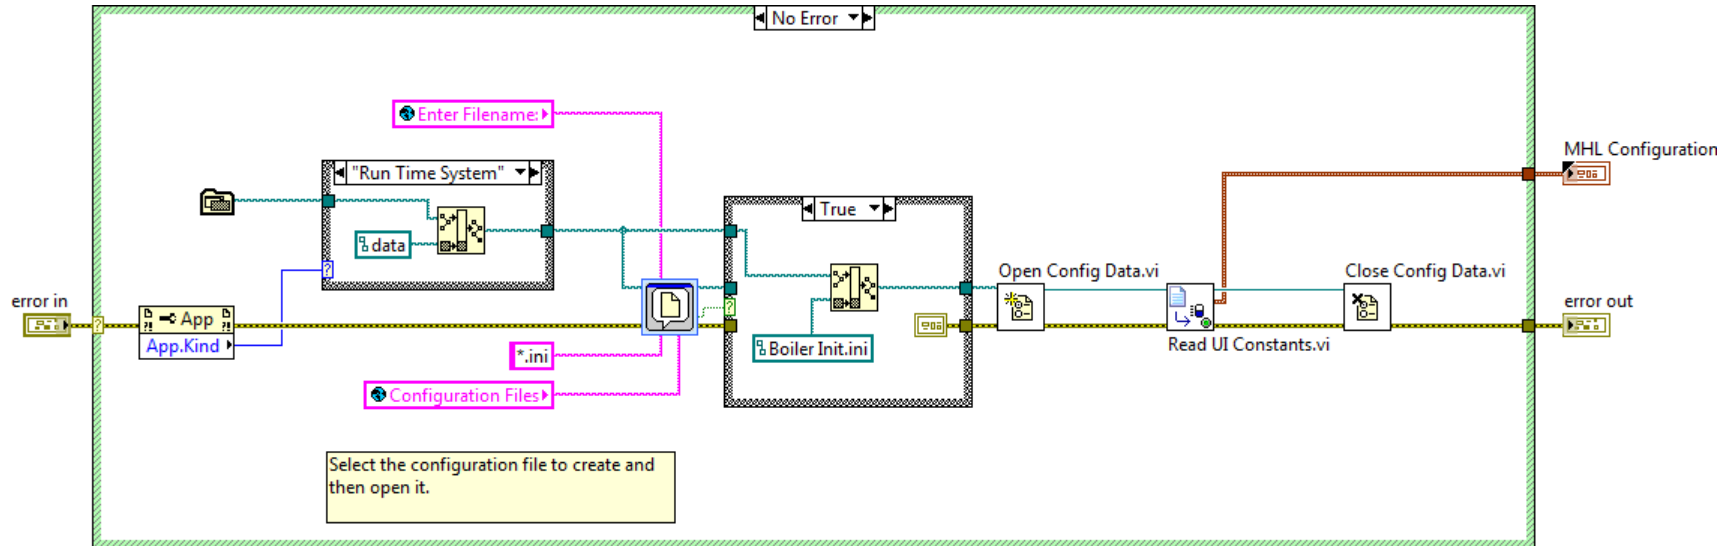 No Error
Enter Filename:
MHL Configuration
"Run Time System"
True
data
Open Config Data.vi
Close Config Data.vi
error in
App
error out
App.Kind
Read UI Constants.vi
*.ini
Boiler Init.ini
Configuration Files
Select the configuration file to create and
then open it.